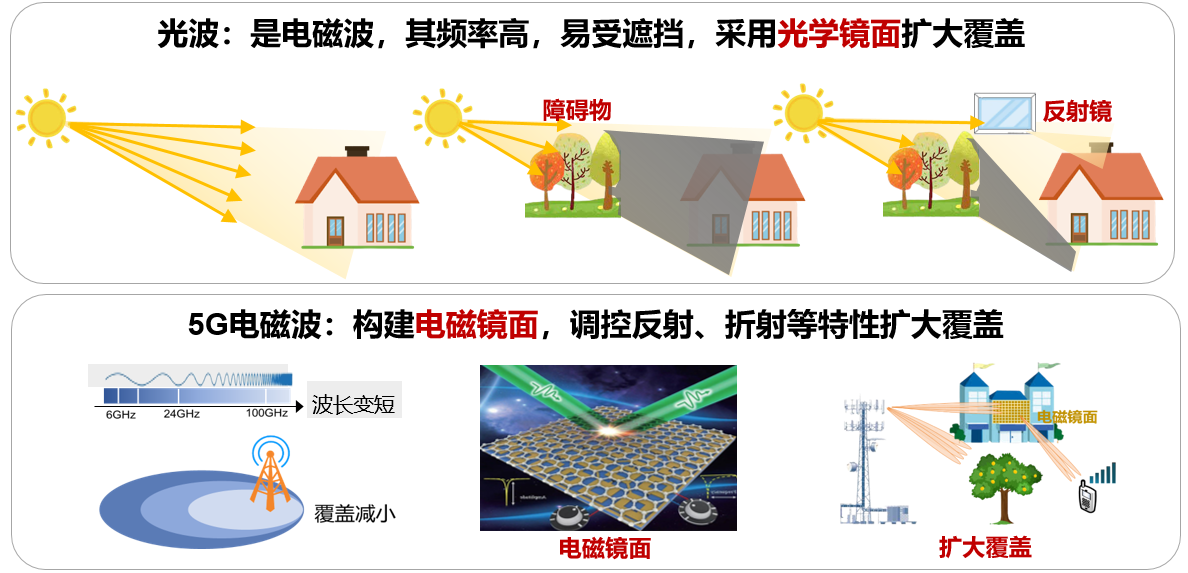 光波：是电磁波，其频率高，易受遮挡，采用光学镜面扩大覆盖
障碍物
反射镜
5G电磁波：构建电磁镜面，调控反射、折射等特性扩大覆盖
6GHz
24GHz
100GHz
波长变短
覆盖减小
电磁镜面
电磁镜面
扩大覆盖